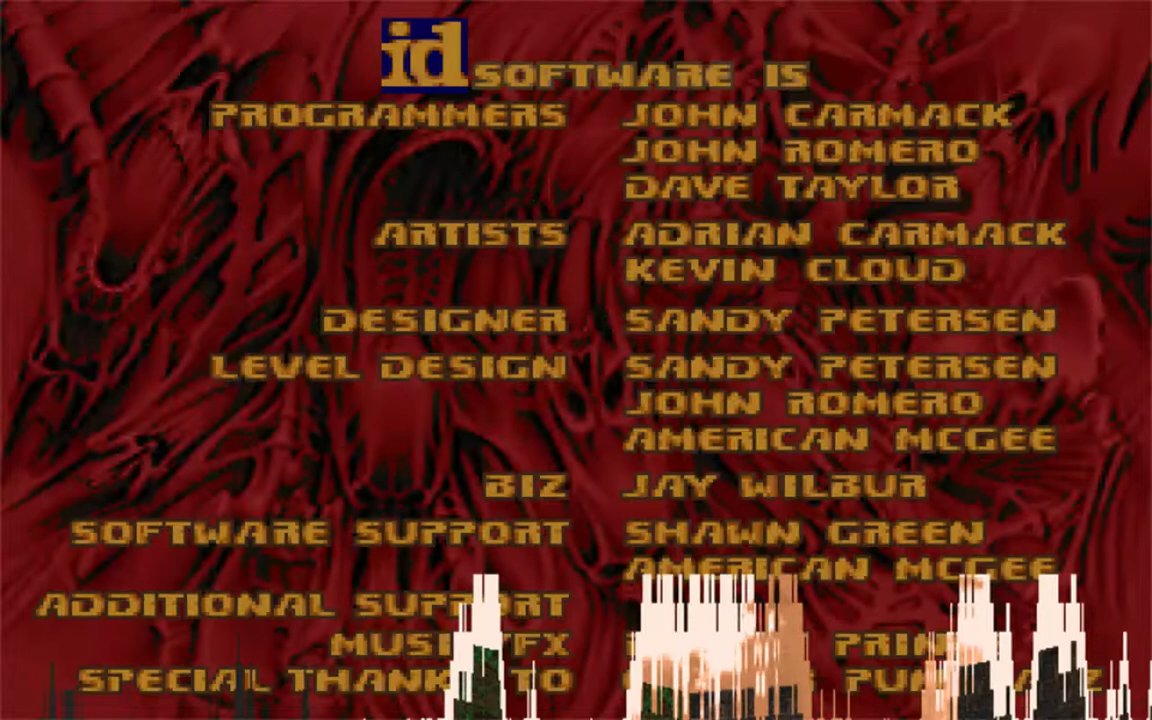 id SOFTWARE IS
PROGRAMMERS JOHN CARMACK
JOHN ROMERO
DAVE TAYLOR
ARTISTS ADRIAN CARMACK
KEVIN CLOUD
DESIGNER SANDY PETERSEN
LEVEL DESIGN SANDY PETERSEN
JOHN ROMERO
AMERICAN MCGEE
BIZ JAY WILBUR
SOFTWARE SUPPORT SHAWN GREEN
AMERICAN MCGEE
ADDITIONAL SUPPORT
PRIN
SPECIAL THANK TO